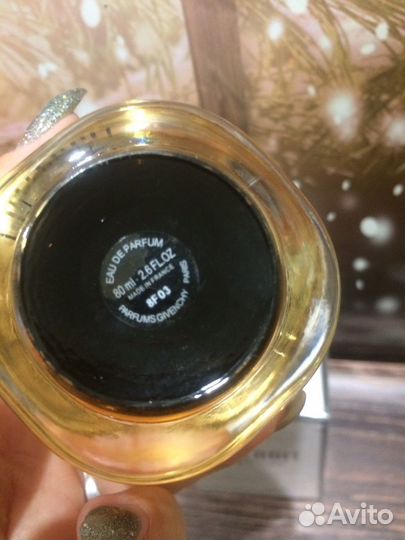 EAU DE PARFUM
80 ml - 2.6 FL.OZ
MADE IN FRANCE
8F03
PARFUMS GIVENCHY PARIS
Avito